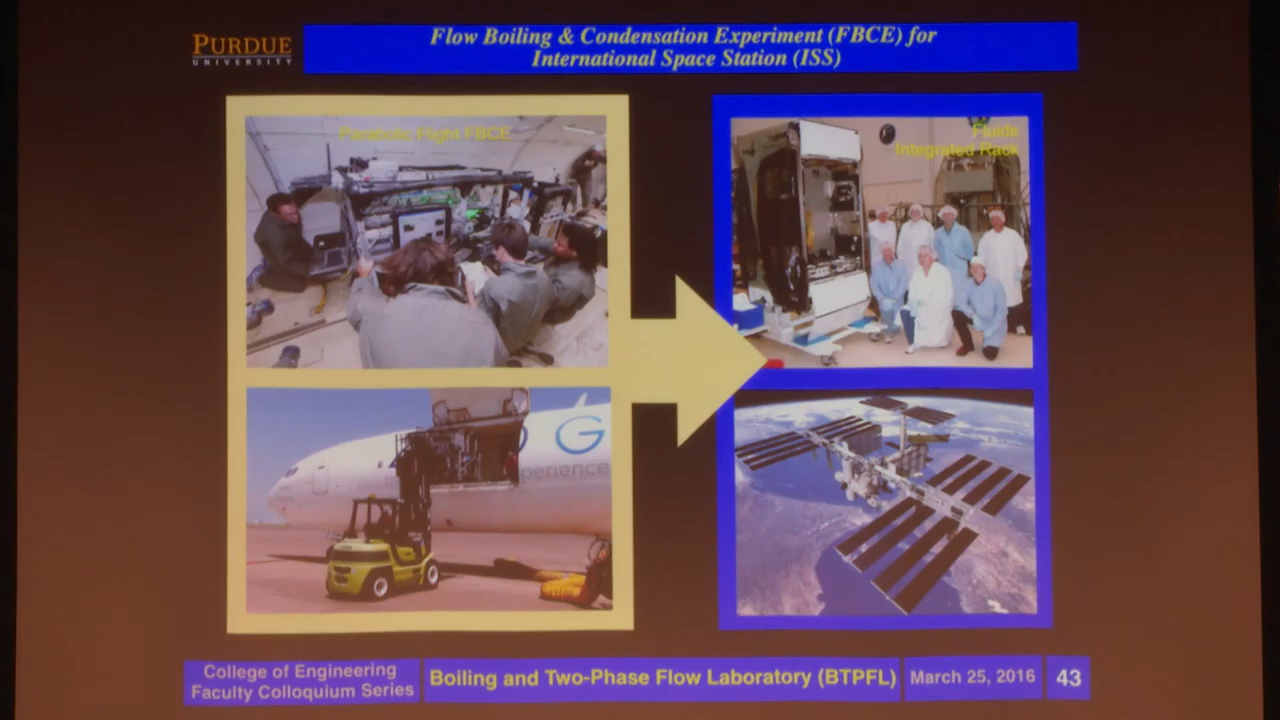 PURDUE
UNIVERSITY
Flow Boiling & Condensation Experiment (FBCE) for
International Space Station (ISS)
Parabolic Flight FBCE
Fluids
Integrated Rack
G
perience
College of Engineering
Faculty Colloquium Series
Boiling and Two-Phase Flow Laboratory (BTPFL)
March 25, 2016
43